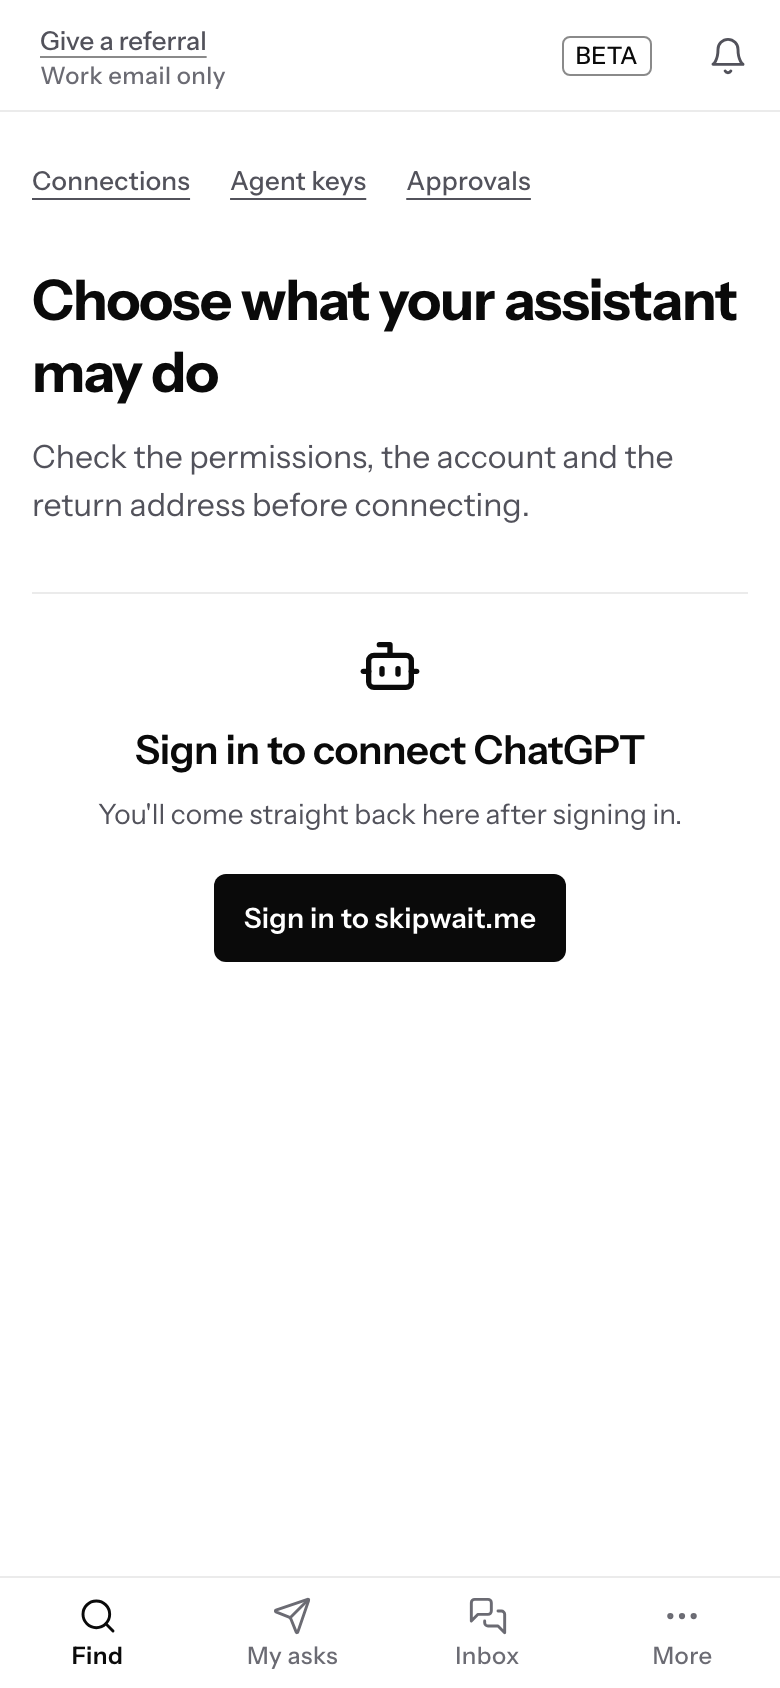 Give a referral
Work email only
BETA
Connections
Agent keys
Approvals
Choose what your assistant
may do
Check the permissions, the account and the
return address before connecting.
Sign in to connect ChatGPT
You'll come straight back here after signing in.
Sign in to skipwait.me
Find
My asks
Inbox
More